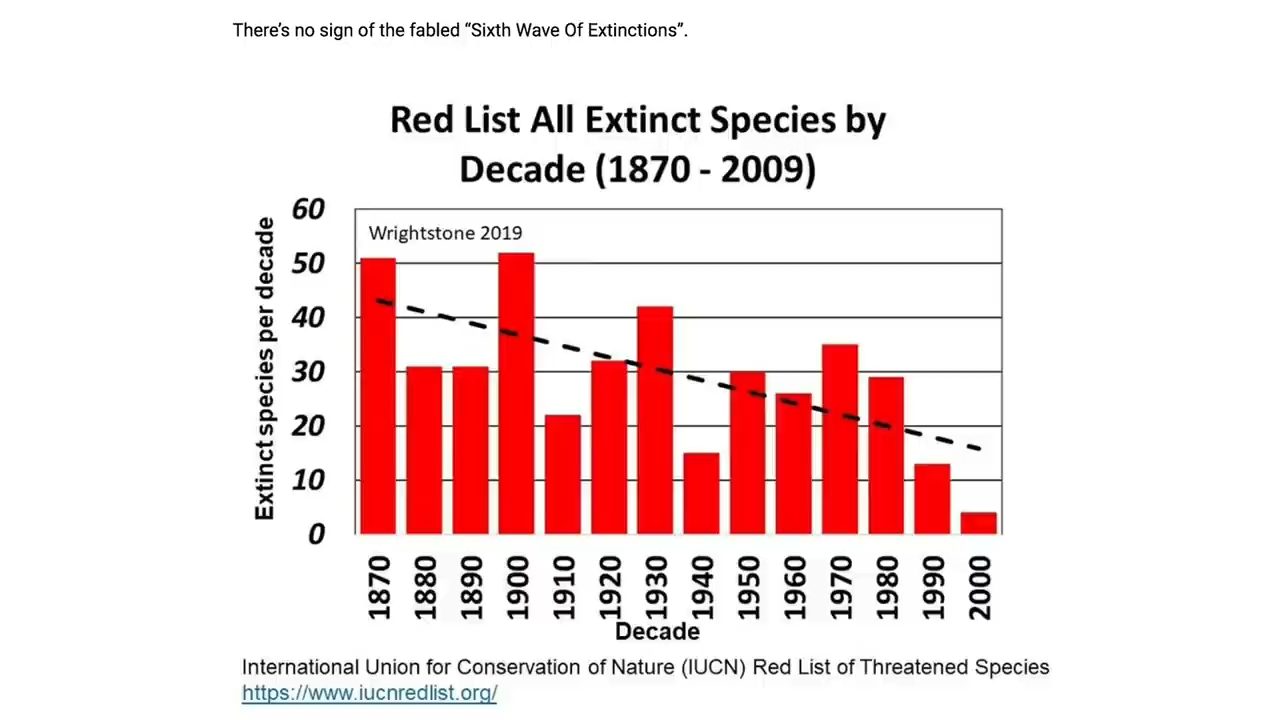 There’s no sign of the fabled “Sixth Wave Of Extinctions”.
Red List All Extinct Species by
Decade (1870 - 2009)
Extinct species per decade
60
Wrightstone 2019
50
40
30
20
10
0
1870 1880 1890 1900 1910 1920 1930 1940 1950 1960 1970 1980 1990 2000
Decade
International Union for Conservation of Nature (IUCN) Red List of Threatened Species
https://www.iucnredlist.org/